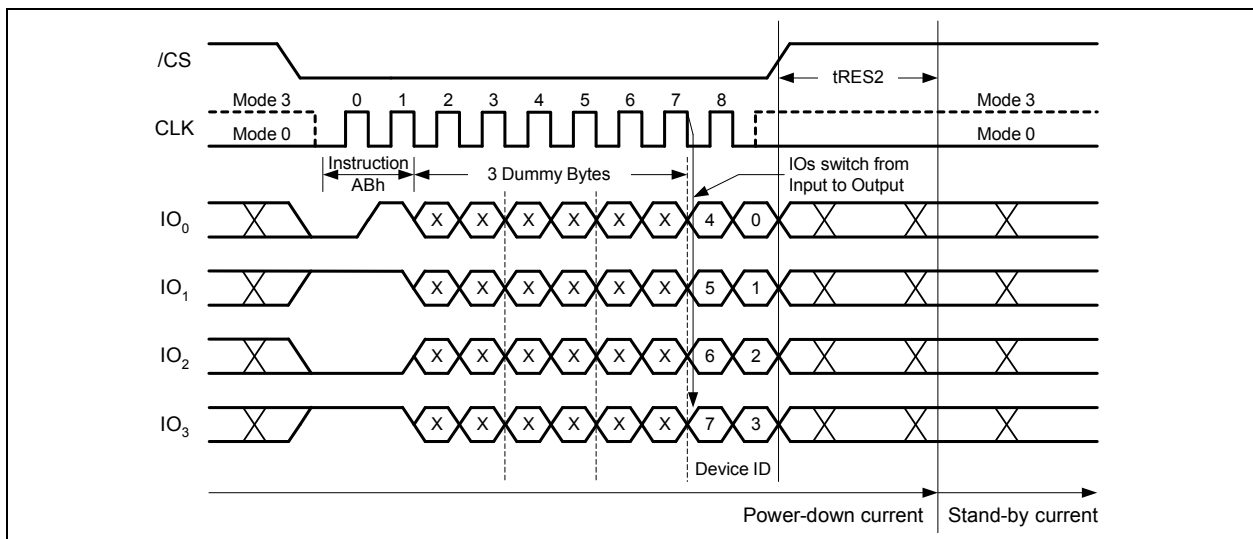 /CS
tRES2
Mode 3 0 1 2 3 4 5 6 7 8 Mode 3
CLK Mode 0 Mode 0
Instruction
ABh
3 Dummy Bytes
IOs switch from
Input to Output
IO0 X X X X X X 4 0
IO1 X X X X X X 5 1
IO2 X X X X X X 6 2
IO3 X X X X X X 7 3
Device ID
Power-down current Stand-by current